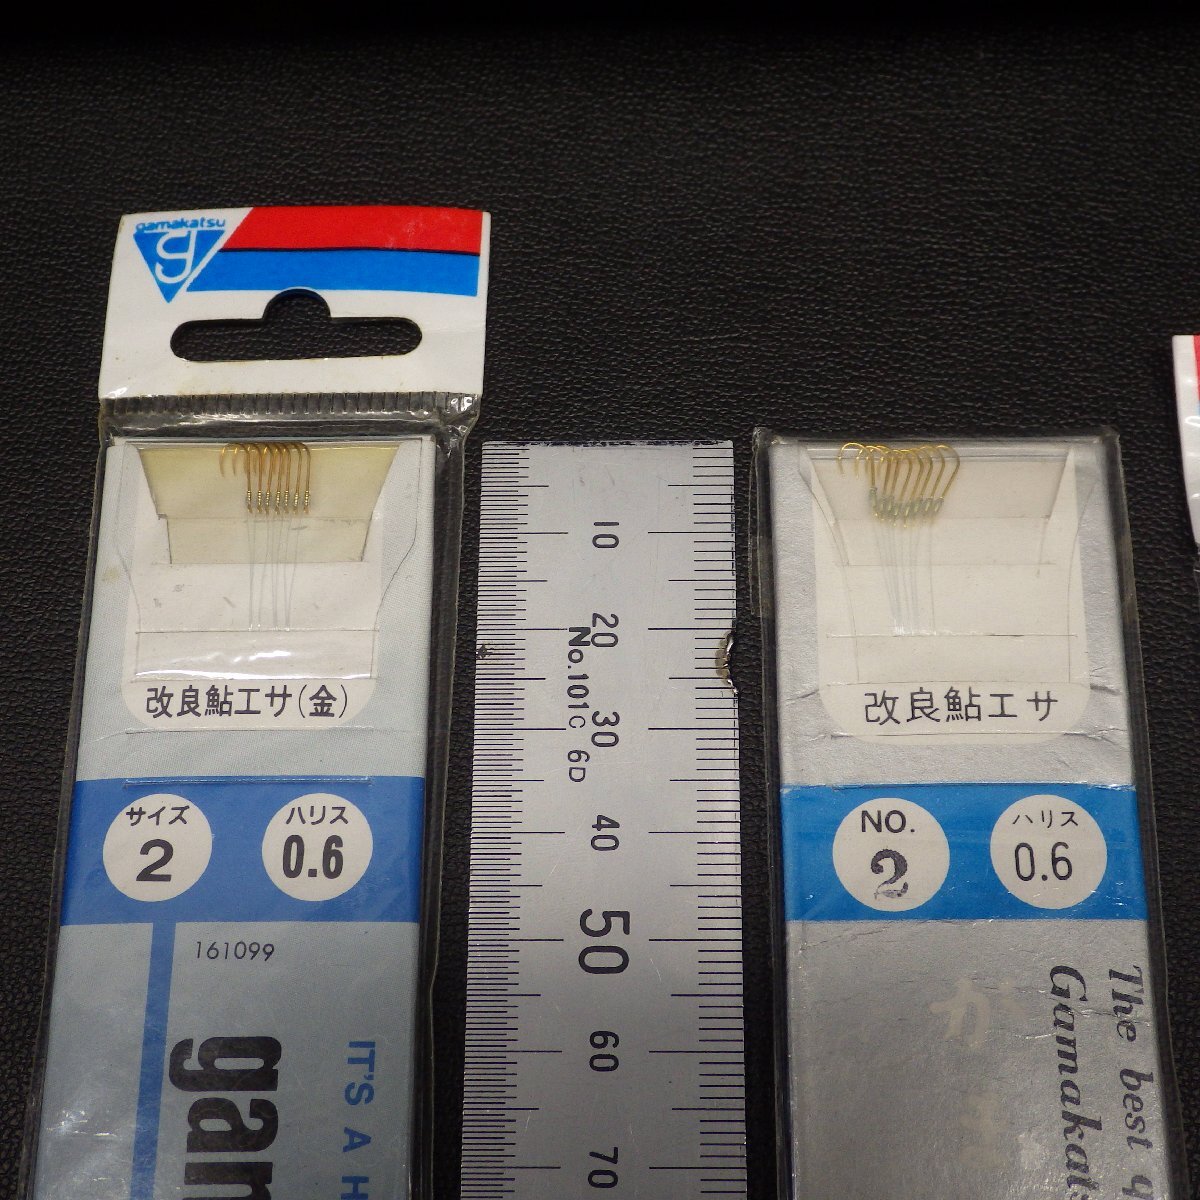 gamakatsu
改良鮎エサ(金)
サイズ
2
ハリス
0.6
161099
IT'S A H
gam
10
20
30
40
50
60
70
No.101C 6D
改良鮎エサ
NO.
2
ハリス
0.6
The best q
Gamakat